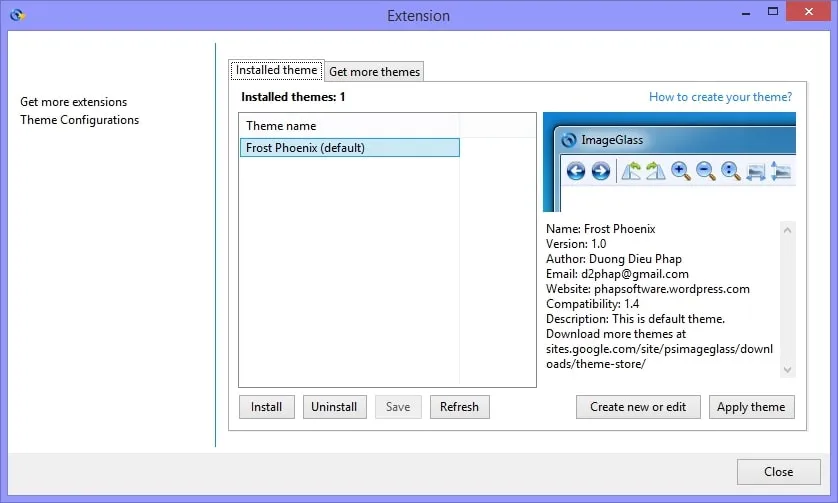 Extension
Get more extensions
Theme Configurations
Installed theme
Get more themes
Installed themes: 1
How to create your theme?
Theme name
Frost Phoenix (default)
ImageGlass
Name: Frost Phoenix
Version: 1.0
Author: Duong Dieu Phap
Email: d2phap@gmail.com
Website: phapsoftware.wordpress.com
Compatibility: 1.4
Description: This is default theme.
Download more themes at
sites.google.com/site/psimageglass/downl
oads/theme-store/
Install
Uninstall
Save
Refresh
Create new or edit
Apply theme
Close